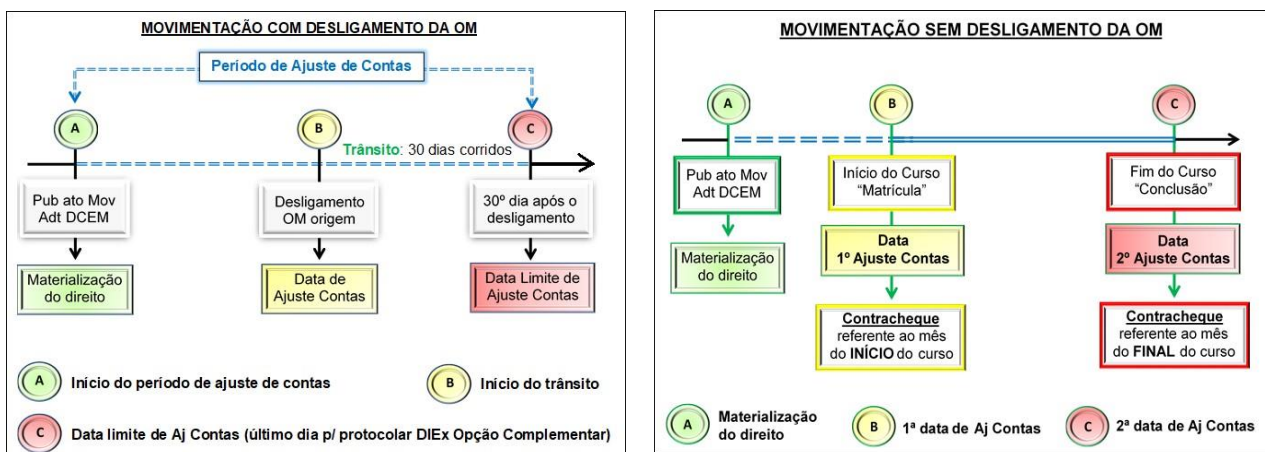 MOVIMENTAÇÃO COM DESLIGAMENTO DA OM
Período de Ajuste de Contas
A
B
C
Trânsito: 30 dias corridos
Pub ato Mov
Adt DCEM
Desligamento
OM origem
30º dia após o
desligamento
Materialização
do direito
Data de
Ajuste Contas
Data Limite de
Ajuste Contas
A
Início do período de ajuste de contas
B
Início do trânsito
C
Data limite de Aj Contas (último dia p/ protocolar DIEx Opção Complementar)
MOVIMENTAÇÃO SEM DESLIGAMENTO DA OM
A
B
C
Pub ato Mov
Adt DCEM
Início do Curso
“Matrícula”
Fim do Curso
“Conclusão”
Materialização
do direito
Data
1º Ajuste Contas
Data
2º Ajuste Contas
Contracheque
referente ao mês
do INÍCIO do curso
Contracheque
referente ao mês
do FINAL do curso
A
Materialização
do direito
B
1ª data de Aj Contas
C
2ª data de Aj Contas